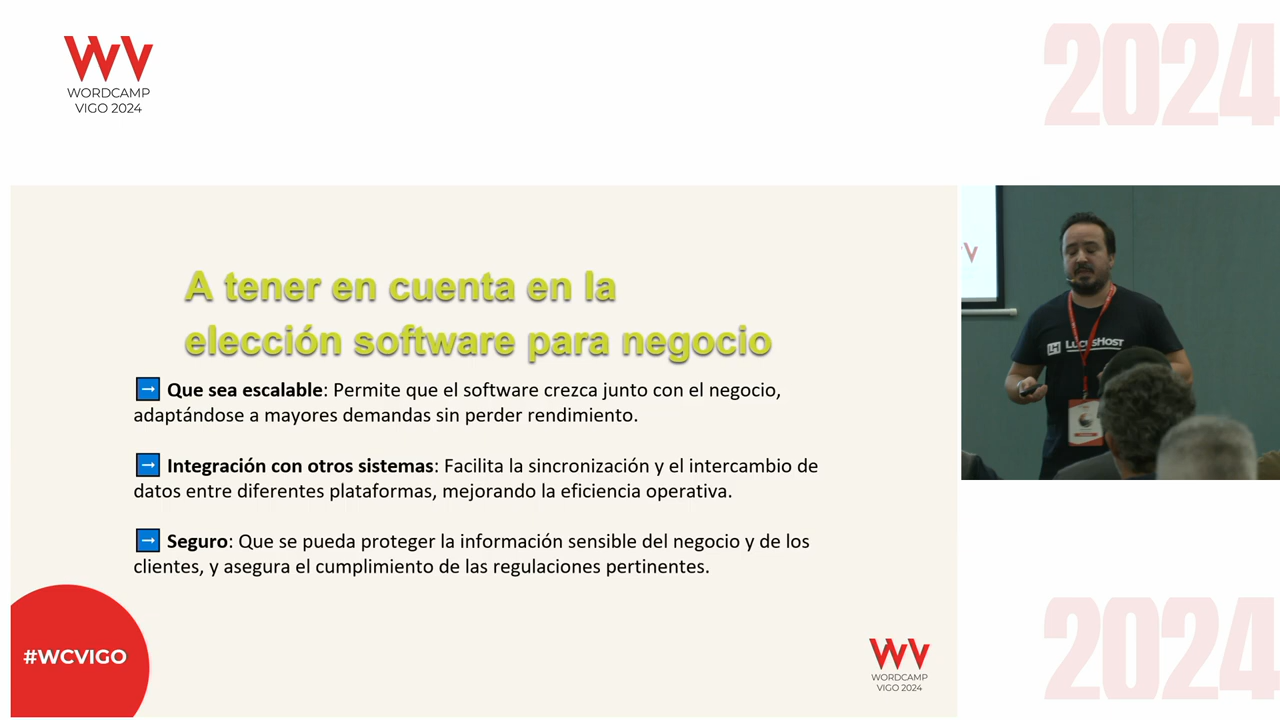 WORDCAMP
VIGO 2024
2024
A tener en cuenta en la
elección software para negocio
➡ Que sea escalable: Permite que el software crezca junto con el negocio,
adaptándose a mayores demandas sin perder rendimiento.
➡ Integración con otros sistemas: Facilita la sincronización y el intercambio de
datos entre diferentes plataformas, mejorando la eficiencia operativa.
➡ Seguro: Que se pueda proteger la información sensible del negocio y de los
clientes, y asegura el cumplimiento de las regulaciones pertinentes.
#WCVIGO
WORDCAMP
VIGO 2024
LH LUCUSHOST
2024